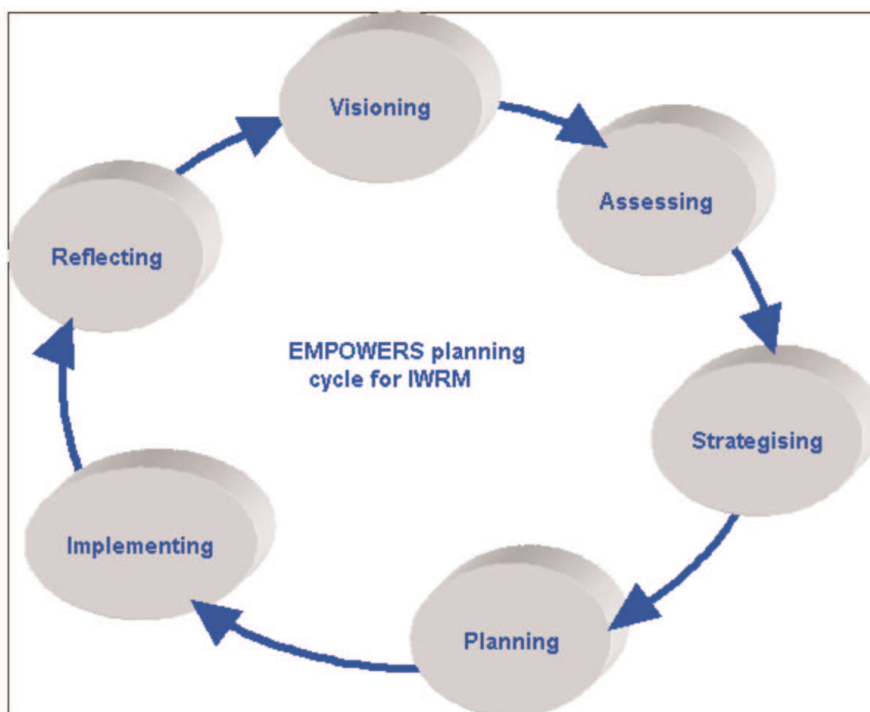 Visioning
Assessing
Reflecting
EMPOWERS planning
cycle for IWRM
Strategising
Implementing
Planning